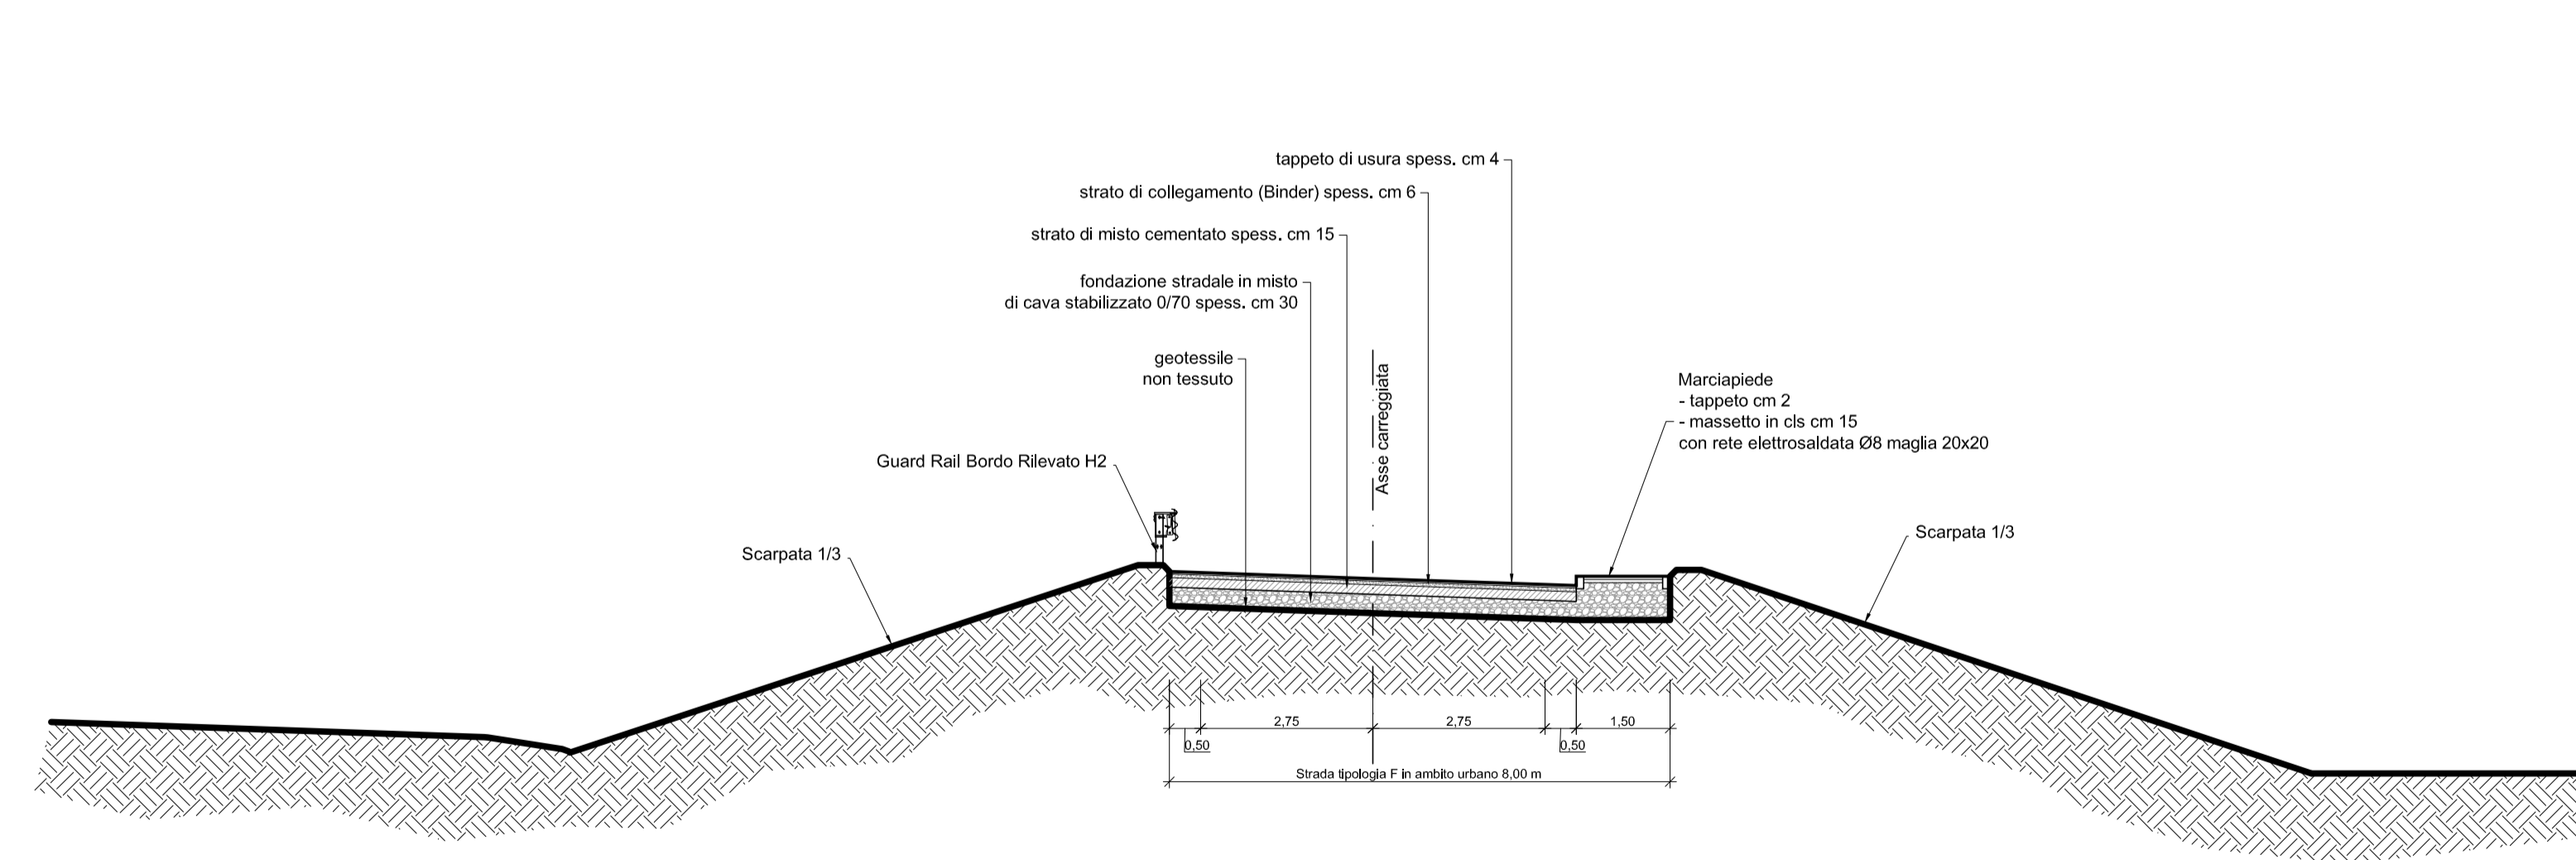 tappeto di usura spess. cm 4
strato di collegamento (Binder) spess. cm 6
strato di misto cementato spess. cm 15
fondazione stradale in misto
di cava stabilizzato 0/70 spess. cm 30
geotessile
non tessuto
Asse carreggiata
Marciapiede
- tappeto cm 2
- massetto in cls cm 15
con rete elettrosaldata Ø8 maglia 20x20
Guard Rail Bordo Rilevato H2
Scarpata 1/3
Scarpata 1/3
2,75
2,75
1,50
0,50
0,50
Strada tipologia F in ambito urbano 8,00 m